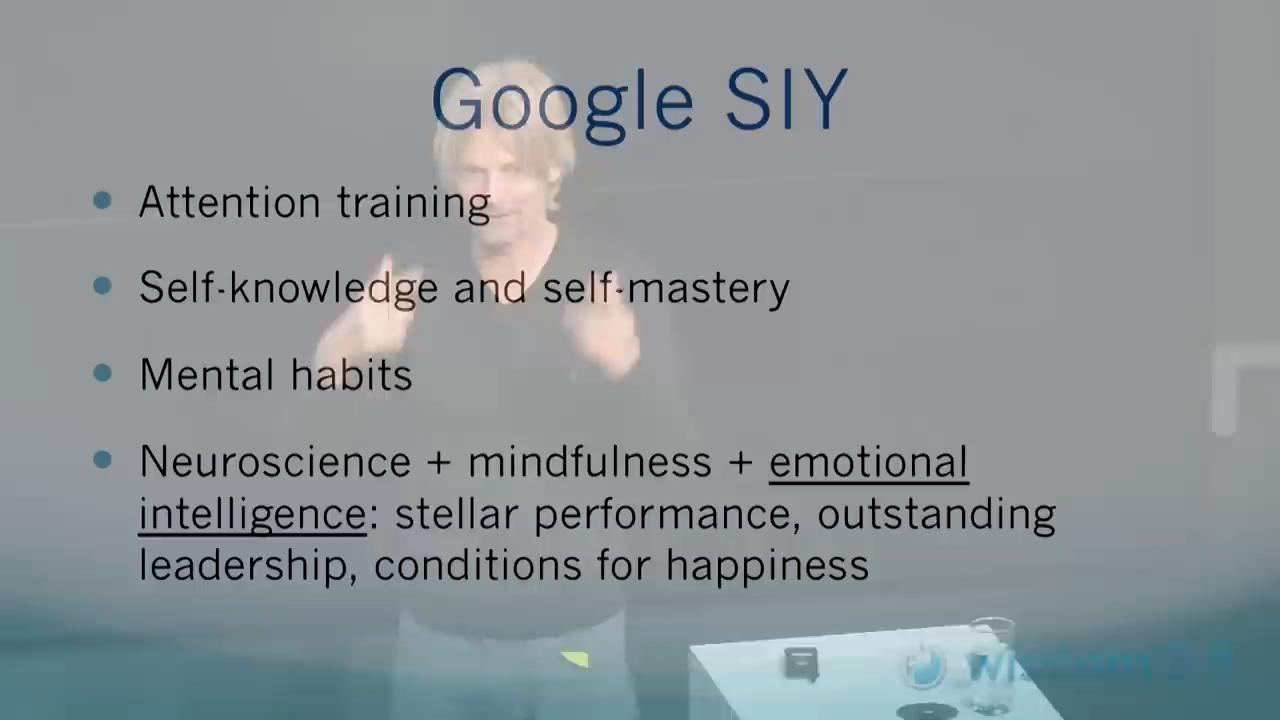 Google SIY
• Attention training
• Self-knowledge and self-mastery
• Mental habits
• Neuroscience + mindfulness + emotional
intelligence: stellar performance, outstanding
leadership, conditions for happiness
wisdom